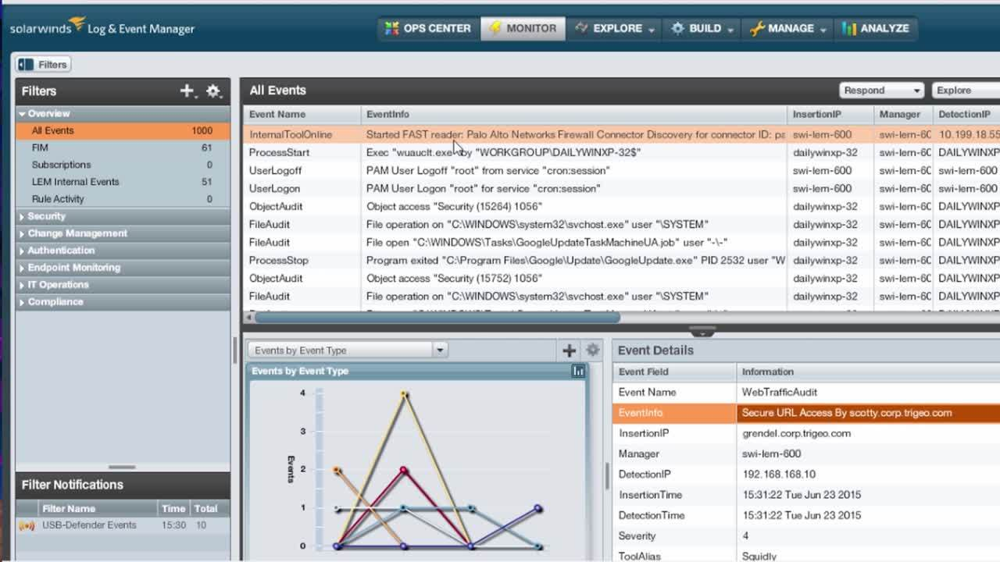 solarwinds Log & Event Manager
OPS CENTER MONITOR EXPLORE BUILD MANAGE ANALYZE
Filters
Filters
Overview
All Events 1000
FIM 61
Subscriptions 0
LEM Internal Events 51
Rule Activity 0
Security
Change Management
Authentication
Endpoint Monitoring
IT Operations
Compliance
Filter Notifications
Filter Name Time Total
USB-Defender Events 15:30 10
All Events Respond Explore
Event Name EventInfo InsertionIP Manager DetectionIP
InternalToolOnline Started FAST reader: Palo Alto Networks Firewall Connector Discovery for connector ID: pa swi-lem-600 swi-lem-60 10.199.18.55
ProcessStart Exec "wuauclt.exe" by "WORKGROUP\DAILYWINXP-32$" dailywinxp-32 swi-lem-60 DAILYWINXP
UserLogoff PAM User Logoff "root" from service "cron:session" swi-lem-600 swi-lem-60 swi-lem-600
UserLogon PAM User Logon "root" for service "cron:session" swi-lem-600 swi-lem-60 swi-lem-600
ObjectAudit Object access "Security (15264) 1056" dailywinxp-32 swi-lem-60 DAILYWINXP
FileAudit File operation on "C:\WINDOWS\system32\svchost.exe" user "\SYSTEM" dailywinxp-32 swi-lem-60 DAILYWINXP
FileAudit File open "C:\WINDOWS\Tasks\GoogleUpdateTaskMachineUA.job" user "-\-" dailywinxp-32 swi-lem-60 DAILYWINXP
ProcessStop Program exited "C:\Program Files\Google\Update\GoogleUpdate.exe" PID 2532 user "W dailywinxp-32 swi-lem-60 DAILYWINXP
ObjectAudit Object access "Security (15752) 1056" dailywinxp-32 swi-lem-60 DAILYWINXP
FileAudit File operation on "C:\WINDOWS\system32\svchost.exe" user "\SYSTEM" dailywinxp-32 swi-lem-60 DAILYWINXP
Events by Event Type
Events by Event Type
4
3
2
1
0
Events
Event Details
Event Field Information
Event Name WebTrafficAudit
EventInfo Secure URL Access By scotty.corp.trigeo.com
InsertionIP grendel.corp.trigeo.com
Manager swi-lem-600
DetectionIP 192.168.168.10
InsertionTime 15:31:22 Tue Jun 23 2015
DetectionTime 15:31:22 Tue Jun 23 2015
Severity 4
ToolAlias Squidly